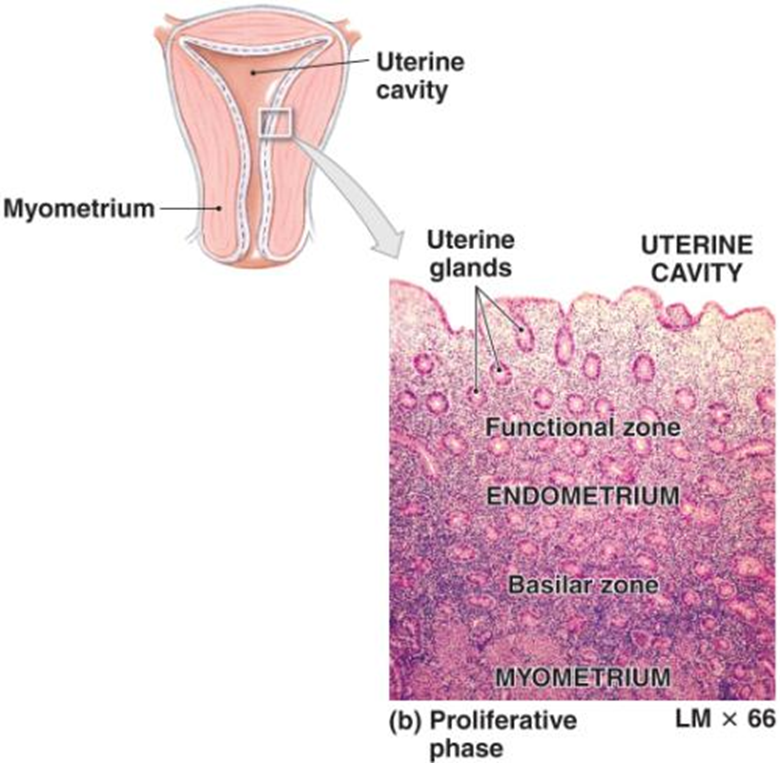 Uterine
cavity
Myometrium
Uterine
glands
UTERINE
CAVITY
Functional zone
ENDOMETRIUM
Basilar zone
MYOMETRIUM
(b) Proliferative
phase
LM × 66